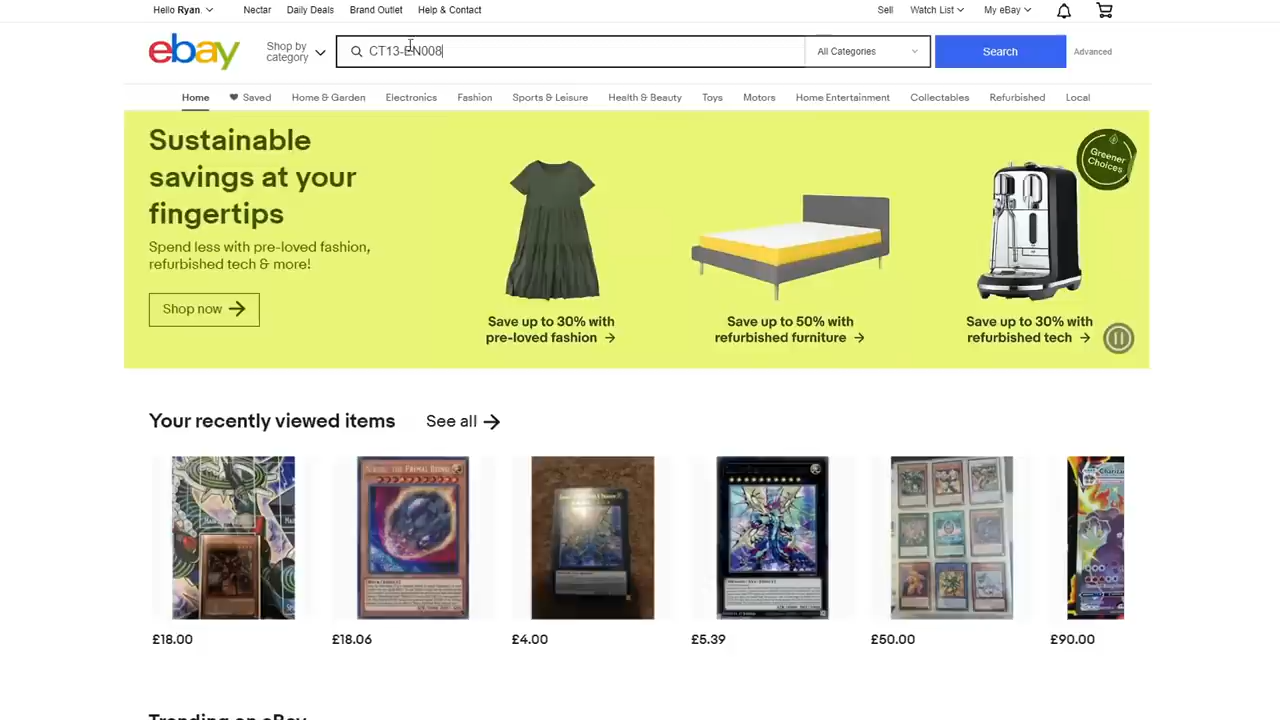 Hello Ryan.
Nectar
Daily Deals
Brand Outlet
Help & Contact
Sell
Watch List
My eBay
ebay
Shop by
category
CT13-EN008
All Categories
Search
Advanced
Home
Saved
Home & Garden
Electronics
Fashion
Sports & Leisure
Health & Beauty
Toys
Motors
Home Entertainment
Collectables
Refurbished
Local
Sustainable
savings at your
fingertips
Spend less with pre-loved fashion,
refurbished tech & more!
Shop now
Save up to 30% with
pre-loved fashion
Save up to 50% with
refurbished furniture
Save up to 30% with
refurbished tech
Greener
Choices
Your recently viewed items
See all
£18.00
£18.06
£4.00
£5.39
£50.00
£90.00
Trending on eBay